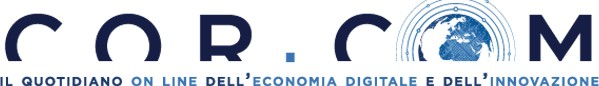 COR.COM
IL QUOTIDIANO ON LINE DELL'ECONOMIA DIGITALE E DELL'INNOVAZIONE